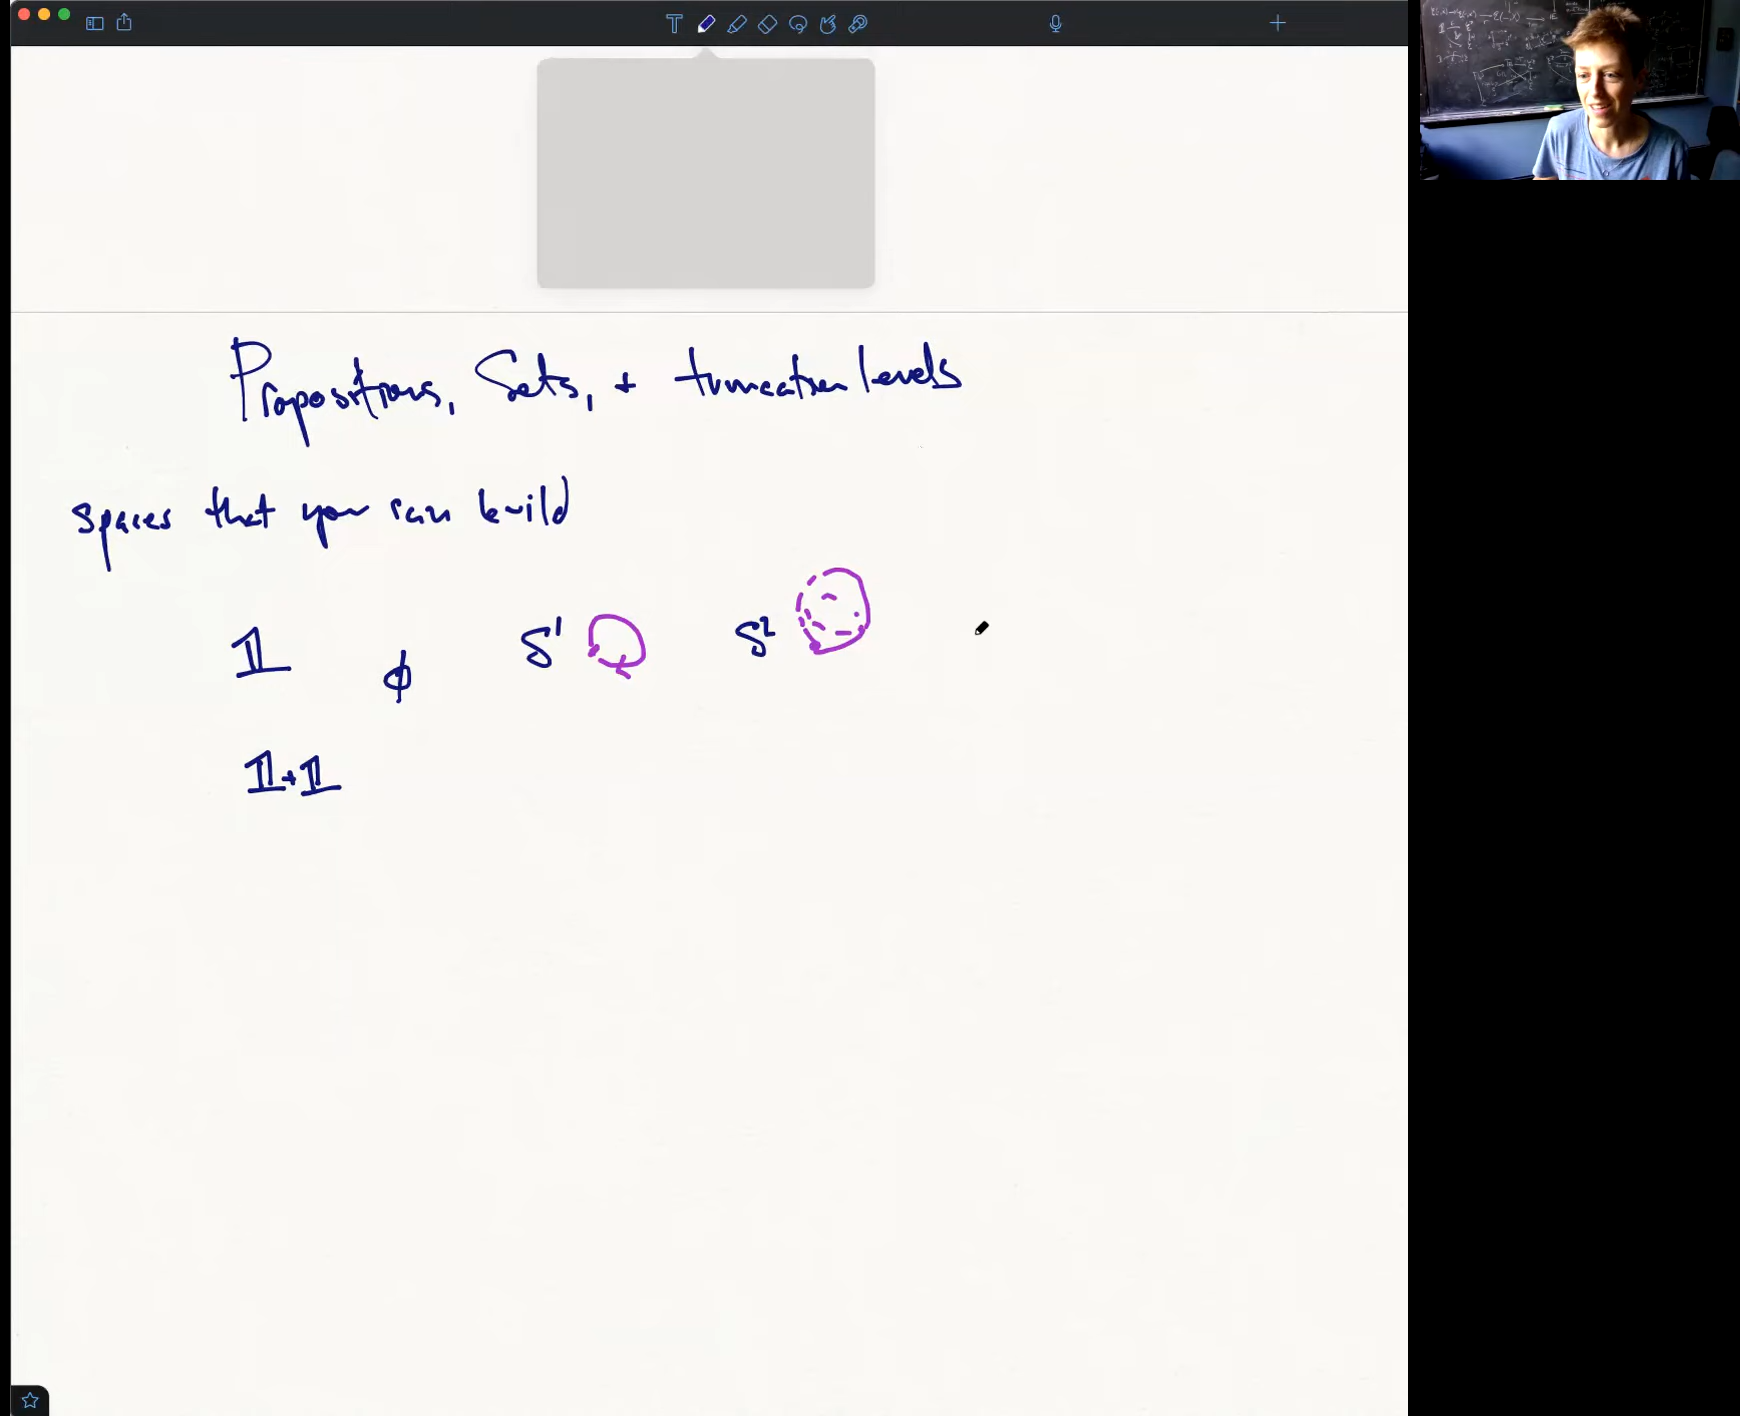 Propositions, Sets, + truncation levels
spaces that you can build
𝟙 ϕ S¹ S²
𝟙+𝟙